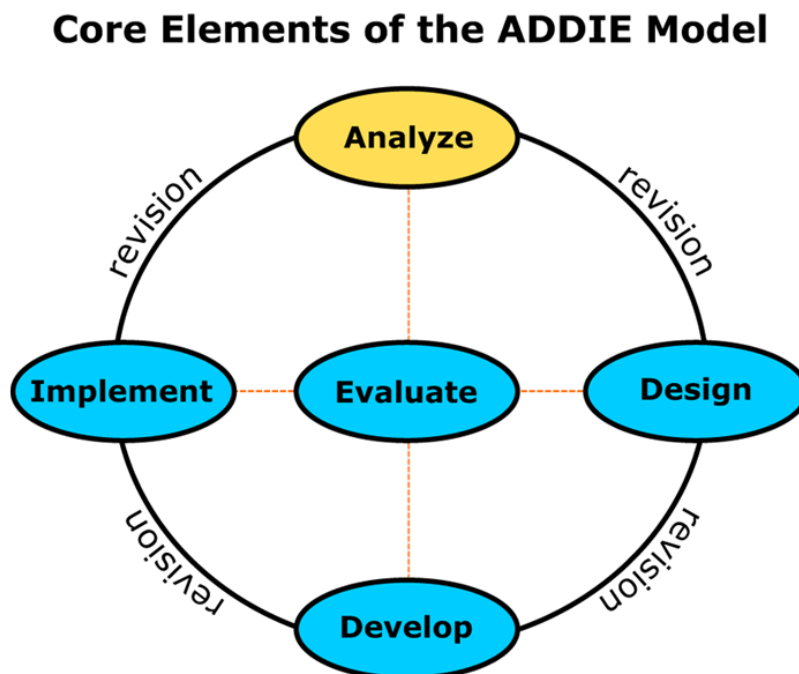 Core Elements of the ADDIE Model
Analyze
revision
revision
Implement
Evaluate
Design
revision
revision
Develop